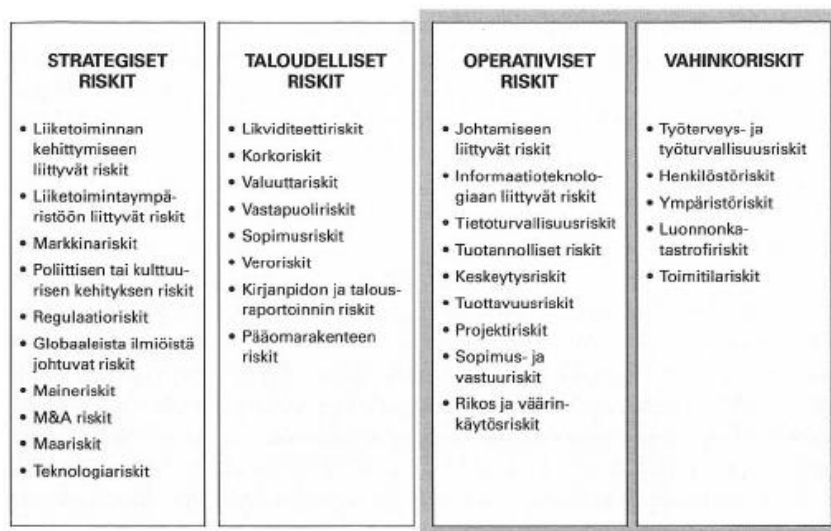 STRATEGISET
RISKIT
• Liiketoiminnan
kehittymiseen
liittyvät riskit
• Liiketoimintaympä-
ristöön liittyvät riskit
• Markkinariskit
• Poliittisen tai kulttuu-
risen kehityksen riskit
• Regulaatioriskit
• Globaaleista ilmiöistä
johtuvat riskit
• Maineriskit
• M&A riskit
• Maariskit
• Teknologiariskit
TALOUDELLISET
RISKIT
• Likviditeettiriskit
• Korkoriskit
• Valuuttariskit
• Vastapuoliriskit
• Sopimusriskit
• Veroriskit
• Kirjanpidon ja talous-
raportoinnin riskit
• Pääomarakenteen
riskit
OPERATIIVISET
RISKIT
• Johtamiseen
liittyvät riskit
• Informaatioteknolo-
giaan liittyvät riskit
• Tietoturvallisuusriskit
• Tuotannolliset riskit
• Keskeytysriskit
• Tuottavuusriskit
• Projektiriskit
• Sopimus- ja
vastuuriskit
• Rikos ja väärin-
käytösriskit
VAHINKORISKIT
• Työterveys- ja
työturvallisuusriskit
• Henkilöstöriskit
• Ympäristöriskit
• Luonnonka-
tastrofiriskit
• Toimitilariskit